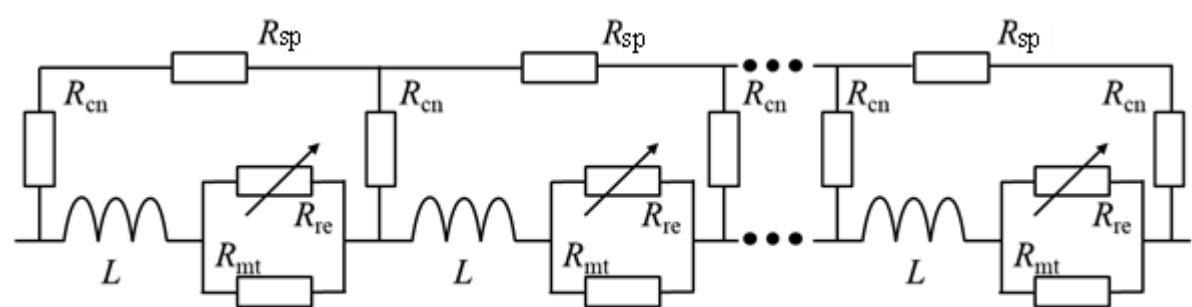 Rsp Rsp Rsp
Rcn Rcn Rcn Rcn Rcn
Rre Rre Rre
Rmt Rmt Rmt
L L L